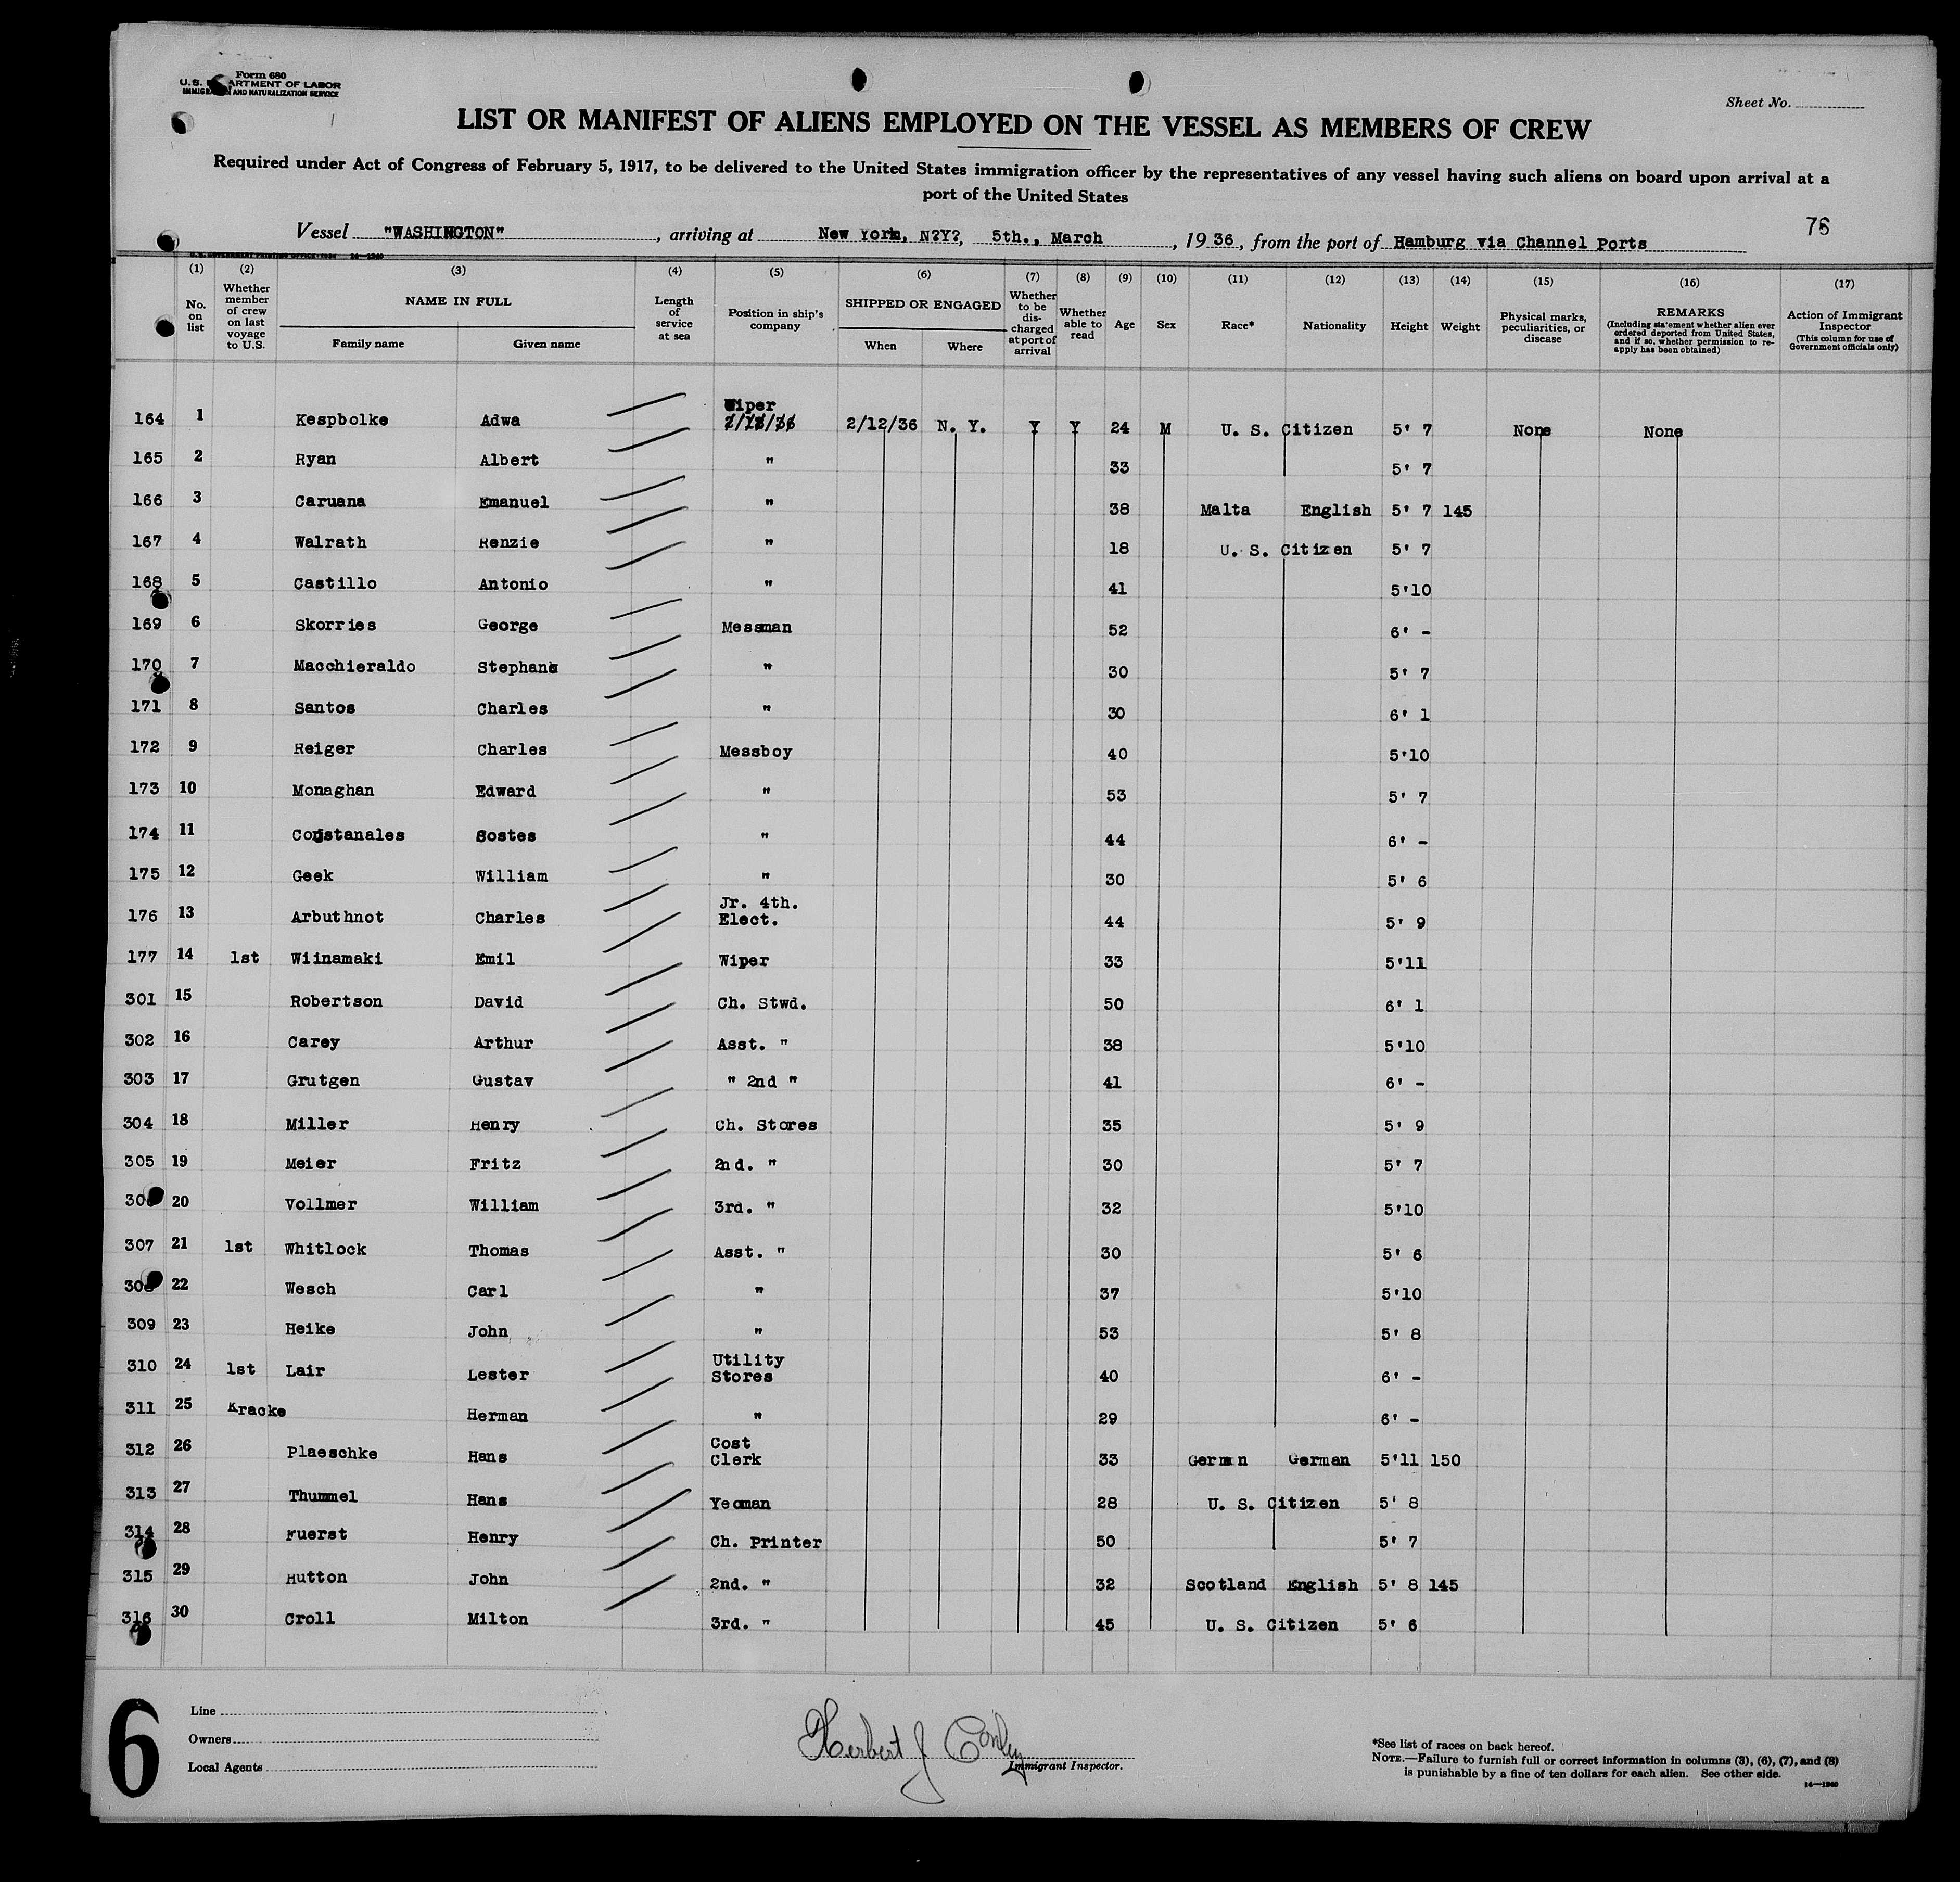 Form 680
U.S. DEPARTMENT OF LABOR
IMMIGRATION AND NATURALIZATION SERVICE
Sheet No.
LIST OR MANIFEST OF ALIENS EMPLOYED ON THE VESSEL AS MEMBERS OF CREW
Required under Act of Congress of February 5, 1917, to be delivered to the United States immigration officer by the representatives of any vessel having such aliens on board upon arrival at a
port of the United States
76
Vessel "WASHINGTON", arriving at New York, N?Y?, 5th., March, 1936, from the port of Hamburg via Channel Ports
(1) (2) (3) (4) (5) (6) (7) (8) (9) (10) (11) (12) (13) (14) (15) (16) (17)
No. on list
Whether member of crew on last voyage to U.S.
NAME IN FULL
Family name Given name
Length of service at sea
Position in ship's company
SHIPPED OR ENGAGED
When Where
Whether to be discharged at port of arrival
Whether able to read
Age
Sex
Race*
Nationality
Height
Weight
Physical marks, peculiarities, or disease
REMARKS
(Including statement whether alien ever ordered deported from United States, and if so, whether permission to reapply has been obtained)
Action of Immigrant Inspector
(This column for use of Government officials only)
164 1 Kespbolke Adwa Wiper 2/12/36 2/12/36 N. Y. Y Y 24 M U. S. Citizen 5' 7 None None
165 2 Ryan Albert " 33 5' 7
166 3 Caruana Emanuel " 38 Malta English 5' 7 145
167 4 Walrath Renzie " 18 U. S. Citizen 5' 7
168 5 Castillo Antonio " 41 5'10
169 6 Skorries George Messman 52 6' -
170 7 Macchieraldo Stephano " 30 5' 7
171 8 Santos Charles " 30 6' 1
172 9 Reiger Charles Messboy 40 5'10
173 10 Monaghan Edward " 53 5' 7
174 11 Constanales Costes " 44 6' -
175 12 Geek William " 30 5' 6
176 13 Arbuthnot Charles Jr. 4th. Elect. 44 5' 9
177 14 1st Wiinamaki Emil Wiper 33 5'11
301 15 Robertson David Ch. Stwd. 50 6' 1
302 16 Carey Arthur Asst. " 38 5'10
303 17 Grutgen Gustav " 2nd " 41 6' -
304 18 Miller Henry Ch. Stores 35 5' 9
305 19 Meier Fritz 2nd. " 30 5' 7
30 20 Vollmer William 3rd. " 32 5'10
307 21 1st Whitlock Thomas Asst. " 30 5' 6
30 22 Wesch Carl " 37 5'10
309 23 Heike John " 53 5' 8
310 24 1st Lair Lester Utility Stores 40 6' -
311 25 Kracke Herman " 29 6' -
312 26 Plaeschke Hans Cost Clerk 33 German German 5'11 150
313 27 Thummel Hans Yeoman 28 U. S. Citizen 5' 8
314 28 Fuerst Henry Ch. Printer 50 5' 7
315 29 Hutton John 2nd. " 32 Scotland English 5' 8 145
316 30 Croll Milton 3rd. " 45 U. S. Citizen 5' 6
6
Line
Owners
Local Agents
Herbert J Conley
Immigrant Inspector.
*See list of races on back hereof.
NOTE.—Failure to furnish full or correct information in columns (3), (6), (7), and (8)
is punishable by a fine of ten dollars for each alien. See other side.
14—1240